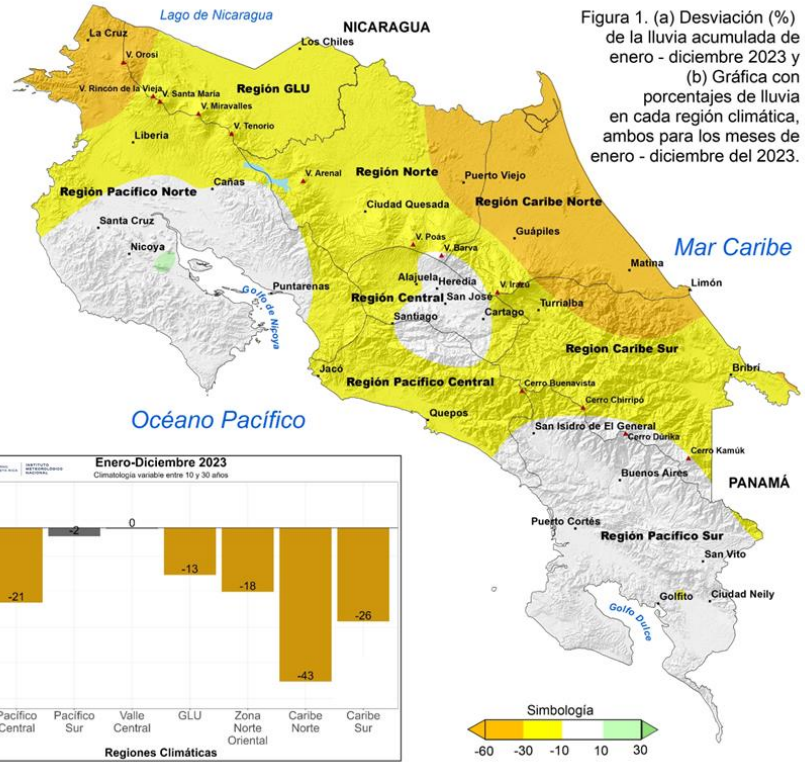 Figura 1. (a) Desviación (%)
de la lluvia acumulada de
enero - diciembre 2023 y
(b) Gráfica con
porcentajes de lluvia
en cada región climática,
ambos para los meses de
enero - diciembre del 2023.
Lago de Nicaragua
NICARAGUA
La Cruz
Los Chiles
V. Orosi
V. Rincón de la Vieja
V. Santa María
Región GLU
V. Miravalles
V. Tenorio
Liberia
Región Norte
V. Arenal
Puerto Viejo
Región Pacífico Norte
Cañas
Región Caribe Norte
Ciudad Quesada
Santa Cruz
Guápiles
Nicoya
V. Poás
V. Barva
Mar Caribe
Matina
Alajuela
Heredia
V. Irazú
Limón
Puntarenas
Golfo de Nicoya
Región Central
San José
Turrialba
Santiago
Cartago
Region Caribe Sur
Jacó
Bribrí
Región Pacífico Central
Cerro Buenavista
Cerro Chirripó
Océano Pacífico
Quepos
San Isidro de El General
Cerro Dúrika
Cerro Kamúk
Buenos Aires
PANAMÁ
Puerto Cortés
Región Pacífico Sur
San Vito
Golfito
Ciudad Neily
Golfo Dulce
INSTITUTO
METEOROLÓGICO
NACIONAL
Enero-Diciembre 2023
Climatología variable entre 10 y 30 años
-21
-2
0
-13
-18
-43
-26
Pacífico
Central
Pacífico
Sur
Valle
Central
GLU
Zona
Norte
Oriental
Caribe
Norte
Caribe
Sur
Regiones Climáticas
Simbología
-60 -30 -10 10 30